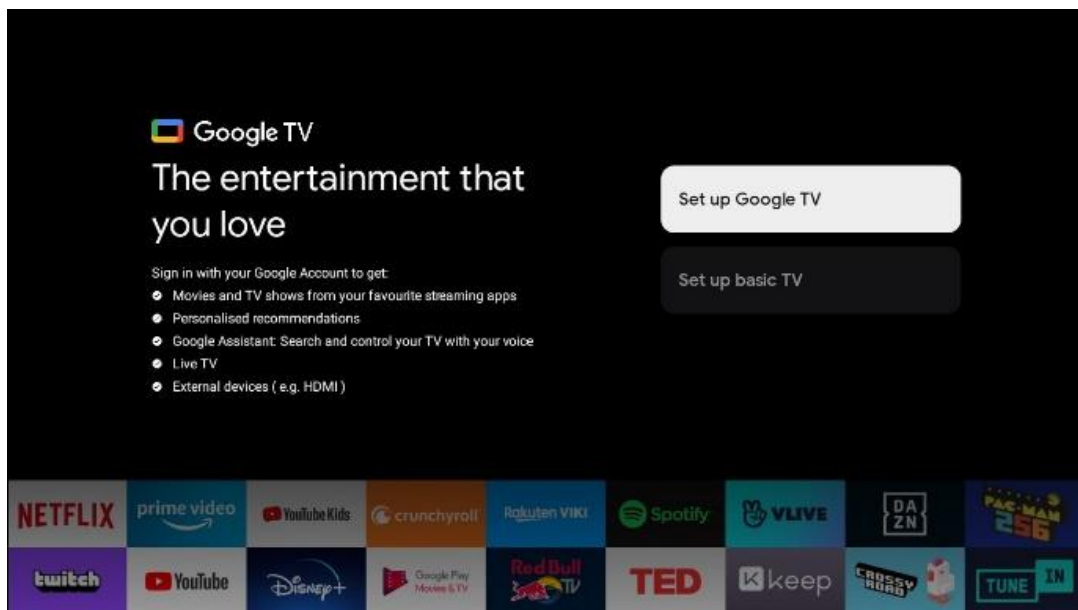 Google TV
The entertainment that
you love
Sign in with your Google Account to get:
Movies and TV shows from your favourite streaming apps
Personalised recommendations
Google Assistant: Search and control your TV with your voice
Live TV
External devices ( e.g. HDMI )
Set up Google TV
Set up basic TV
NETFLIX
prime video
YouTube Kids
crunchyroll
Rakuten VIKI
Spotify
VLIVE
DA
ZN
PAC-MAN
256
twitch
YouTube
Disney+
Google Play
Movies & TV
Red Bull
TV
TED
keep
CROSSY
ROAD
TUNE IN